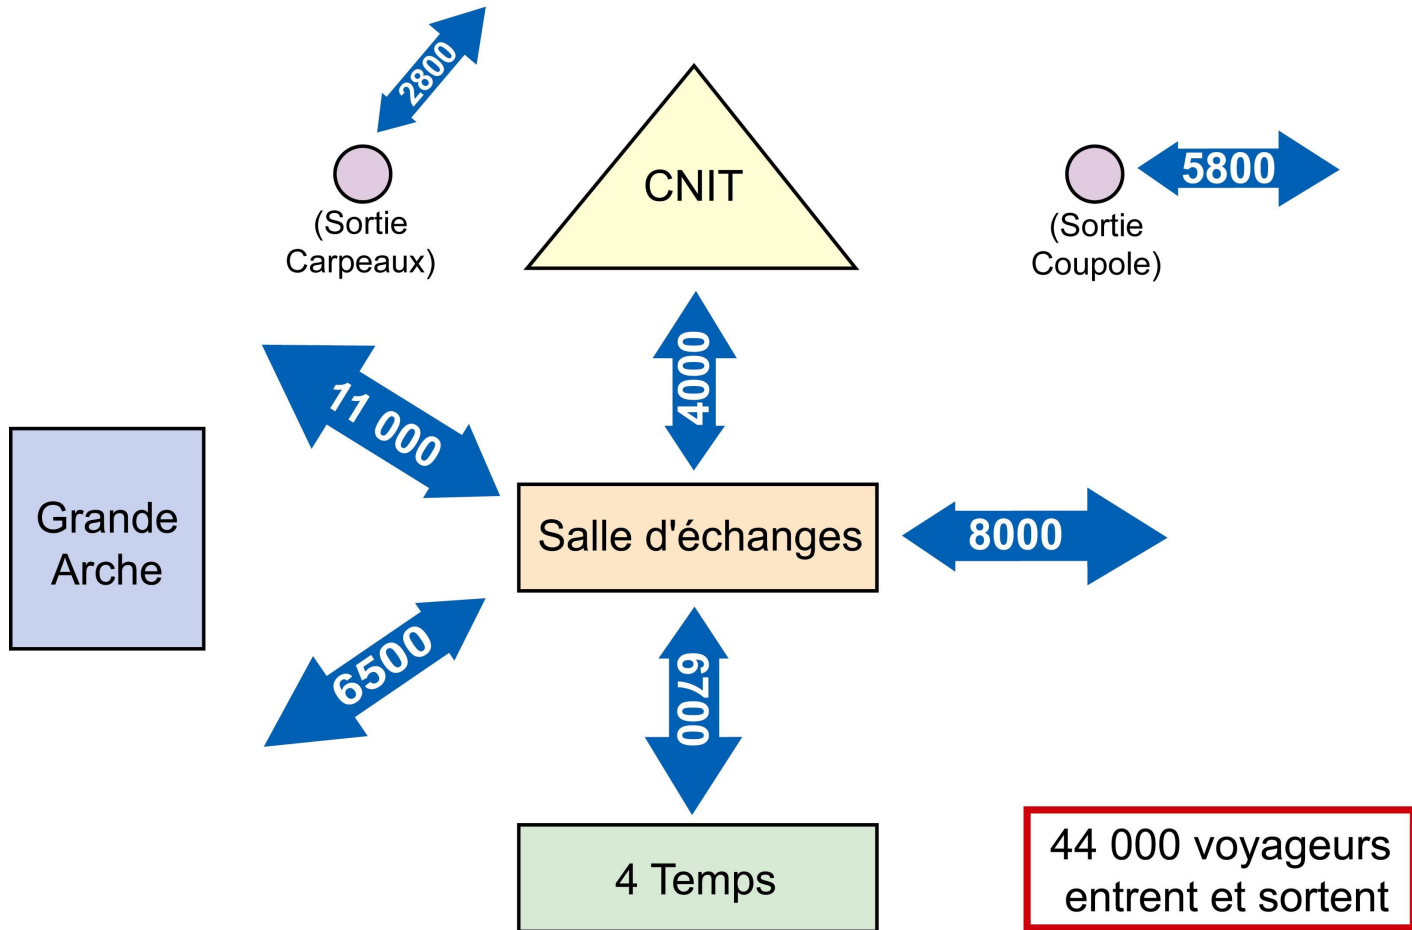 2800
CNIT
5800
(Sortie
Carpeaux)
(Sortie
Coupole)
11 000
4000
Grande
Arche
Salle d'échanges
8000
6500
6700
4 Temps
44 000 voyageurs
entrent et sortent